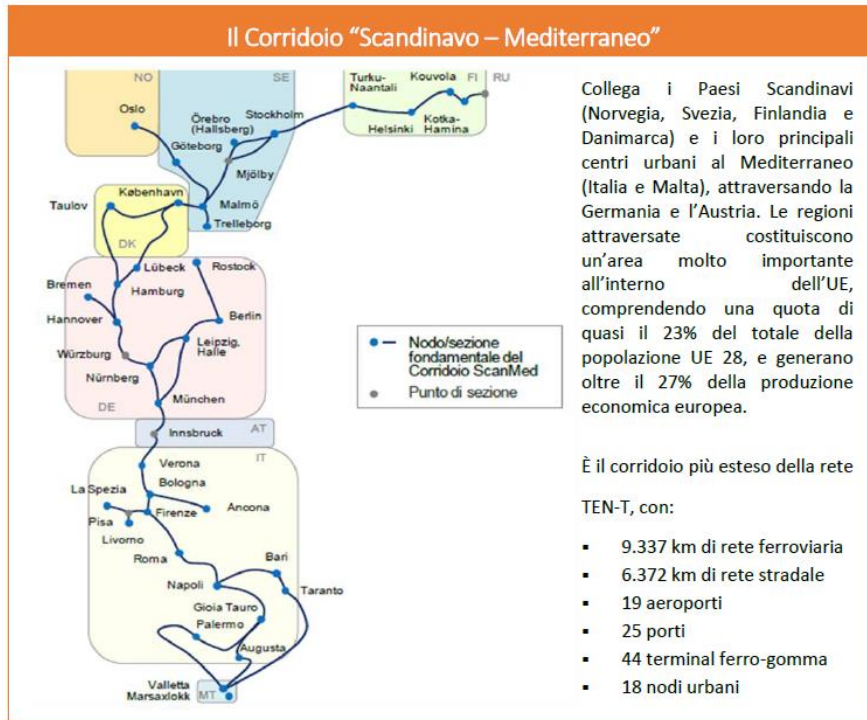 Il Corridoio “Scandinavo – Mediterraneo”
NO
SE
FI
RU
Oslo
Örebro
(Hallsberg)
Stockholm
Turku-
Naantali
Kouvola
Helsinki
Kotka-
Hamina
Göteborg
Mjölby
København
Taulov
Malmö
Trelleborg
DK
Lübeck
Rostock
Bremen
Hamburg
Hannover
Berlin
Leipzig,
Halle
Würzburg
Nürnberg
München
DE
Innsbruck
AT
IT
Verona
Bologna
La Spezia
Pisa
Firenze
Ancona
Livorno
Roma
Bari
Napoli
Taranto
Gioia Tauro
Palermo
Augusta
Valletta
Marsaxlokk
MT
Nodo/sezione
fondamentale del
Corridoio ScanMed
Punto di sezione
Collega i Paesi Scandinavi
(Norvegia, Svezia, Finlandia e
Danimarca) e i loro principali
centri urbani al Mediterraneo
(Italia e Malta), attraversando la
Germania e l’Austria. Le regioni
attraversate costituiscono
un’area molto importante
all’interno dell’UE,
comprendendo una quota di
quasi il 23% del totale della
popolazione UE 28, e generano
oltre il 27% della produzione
economica europea.
È il corridoio più esteso della rete
TEN-T, con:
▪ 9.337 km di rete ferroviaria
▪ 6.372 km di rete stradale
▪ 19 aeroporti
▪ 25 porti
▪ 44 terminal ferro-gomma
▪ 18 nodi urbani